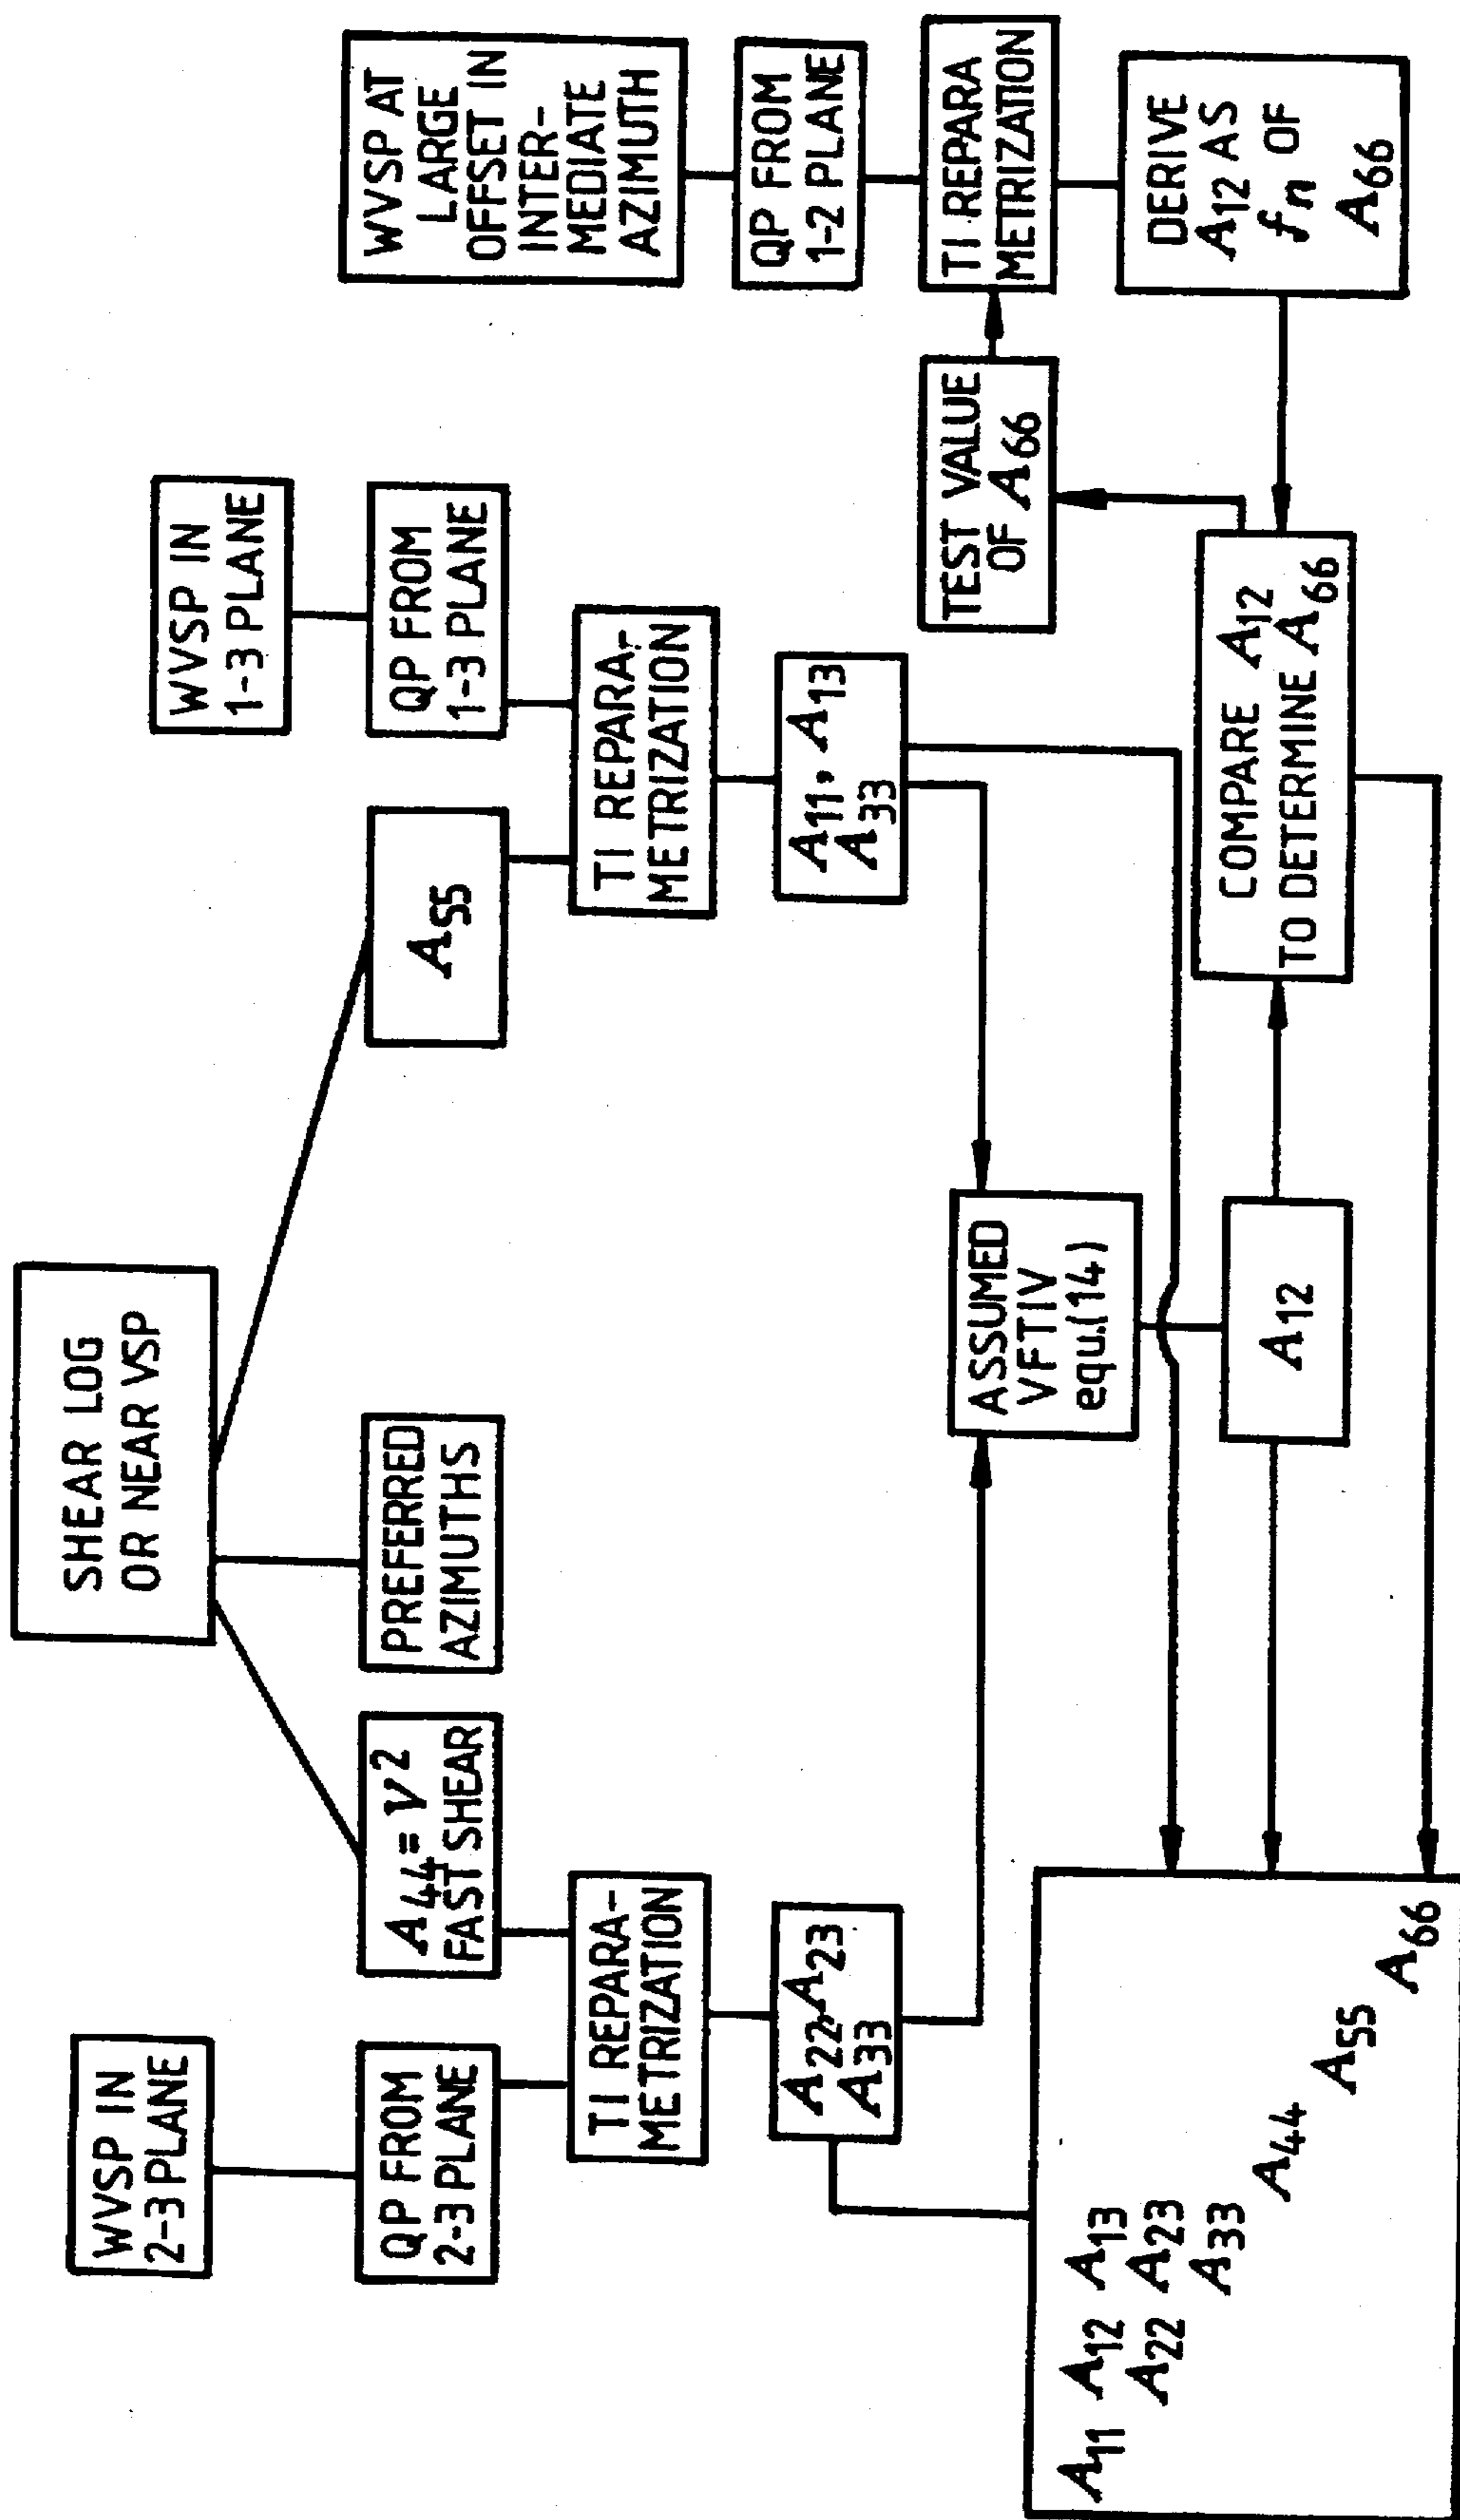 SHEAR LOG
OR NEAR VSP
WVSP IN
2-3 PLANE
WVSP IN
1-3 PLANE
WVSP AT
LARGE
OFFSET IN
INTER-
MEDIATE
AZIMUTH
QP FROM
2-3 PLANE
A44=V²
FAST SHEAR
PREFERRED
AZIMUTHS
A55
QP FROM
1-3 PLANE
QP FROM
1-2 PLANE
TI REPARA-
METRIZATION
TI REPARA-
METRIZATION
TI REPARA
METRIZATION
A22,A23
A33
A11, A13
A33
TEST VALUE
OF A66
ASSUMED
VFTIV
equ.(14)
DERIVE
A12 AS
fn OF
A66
A12
COMPARE A12
TO DETERMINE A66
A11 A12 A13
A22 A23
A33
A44
A55
A66